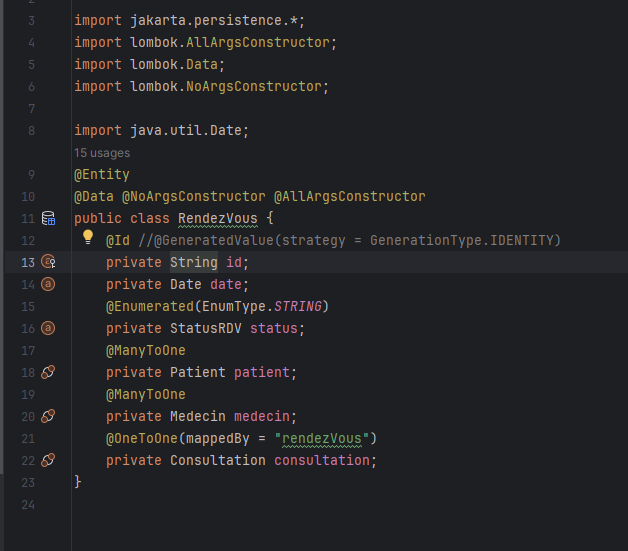 3 import jakarta.persistence.*;
4 import lombok.AllArgsConstructor;
5 import lombok.Data;
6 import lombok.NoArgsConstructor;
7
8 import java.util.Date;
15 usages
9 @Entity
10 @Data @NoArgsConstructor @AllArgsConstructor
11 public class RendezVous {
12 @Id //@GeneratedValue(strategy = GenerationType.IDENTITY)
13 private String id;
14 private Date date;
15 @Enumerated(EnumType.STRING)
16 private StatusRDV status;
17 @ManyToOne
18 private Patient patient;
19 @ManyToOne
20 private Medecin medecin;
21 @OneToOne(mappedBy = "rendezVous")
22 private Consultation consultation;
23 }
24